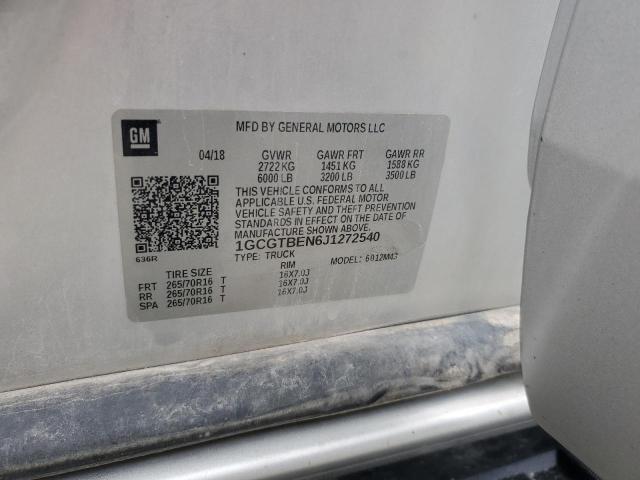 GM
MFD BY GENERAL MOTORS LLC
04/18 GVWR GAWR FRT GAWR RR
2722 KG 1451 KG 1588 KG
6000 LB 3200 LB 3500 LB
THIS VEHICLE CONFORMS TO ALL
APPLICABLE U.S. FEDERAL MOTOR
VEHICLE SAFETY AND THEFT PREVENTION
STANDARDS IN EFFECT ON THE DATE OF
MANUFACTURE SHOWN ABOVE.
636R
1GCGTBEN6J1272540
TYPE: TRUCK MODEL: 6012M43
TIRE SIZE RIM
FRT 265/70R16 T 16X7.0J
RR 265/70R16 T 16X7.0J
SPA 265/70R16 T 16X7.0J